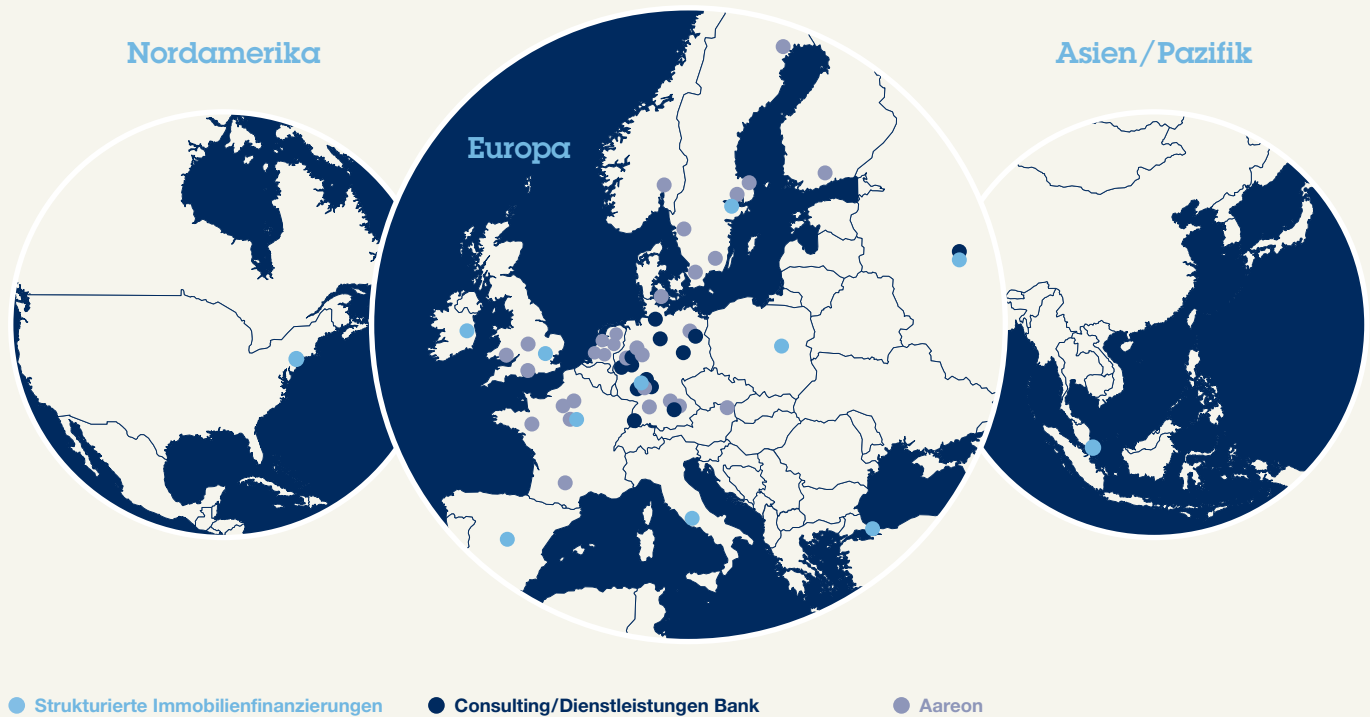 Nordamerika
Europa
Asien/Pazifik
Strukturierte Immobilienfinanzierungen
Consulting/Dienstleistungen Bank
Aareon